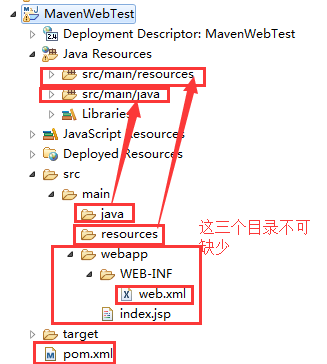 MavenWebTest
Deployment Descriptor: MavenWebTest
Java Resources
src/main/resources
src/main/java
Libraries
JavaScript Resources
Deployed Resources
src
main
java
resources
这三个目录不可
缺少
webapp
WEB-INF
web.xml
index.jsp
target
pom.xml